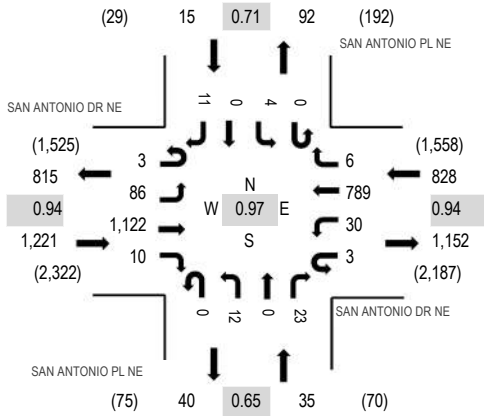 (29) 15 0.71 92 (192)
SAN ANTONIO PL NE
11 0 4 0
SAN ANTONIO DR NE
(1,525) (1,558)
3 6
815 828
86 N 789
0.94 W 0.97 E 0.94
1,122 30
1,221 S 1,152
10 3
(2,322) (2,187)
0 12 0 23
SAN ANTONIO DR NE
SAN ANTONIO PL NE
(75) 40 0.65 35 (70)